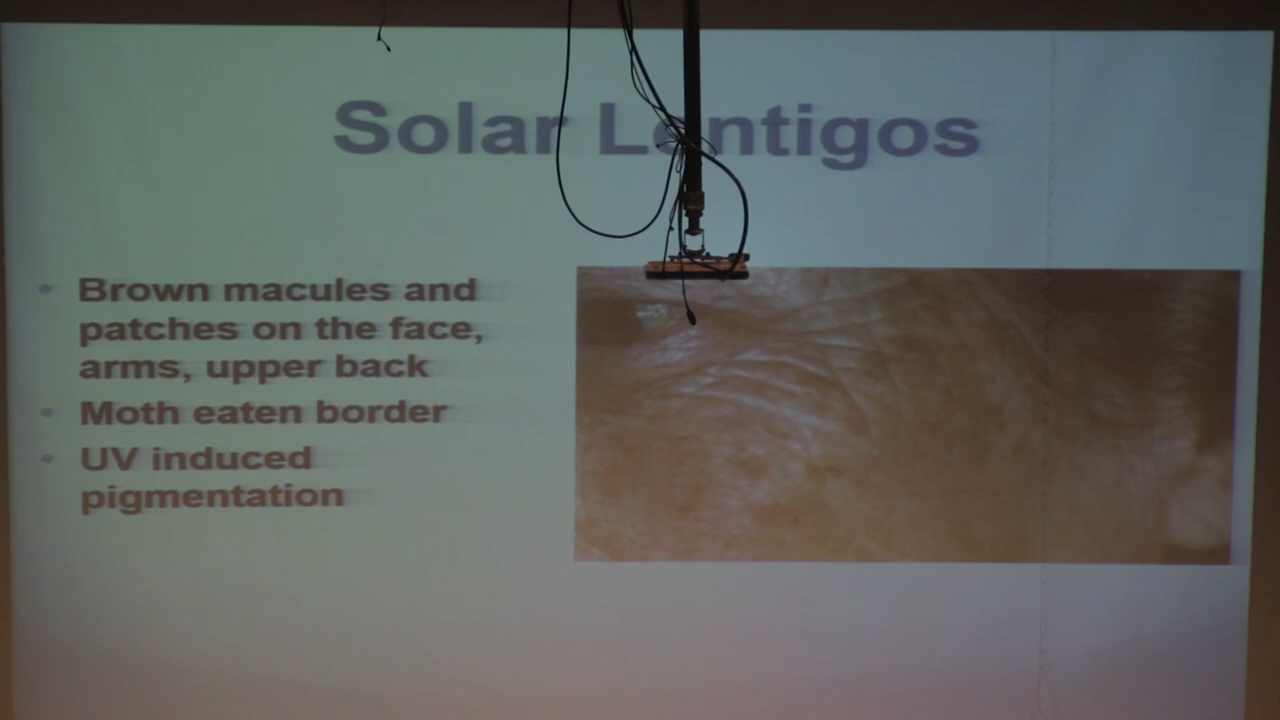 Solar Lentigos
• Brown macules and
patches on the face,
arms, upper back
• Moth eaten border
• UV induced
pigmentation